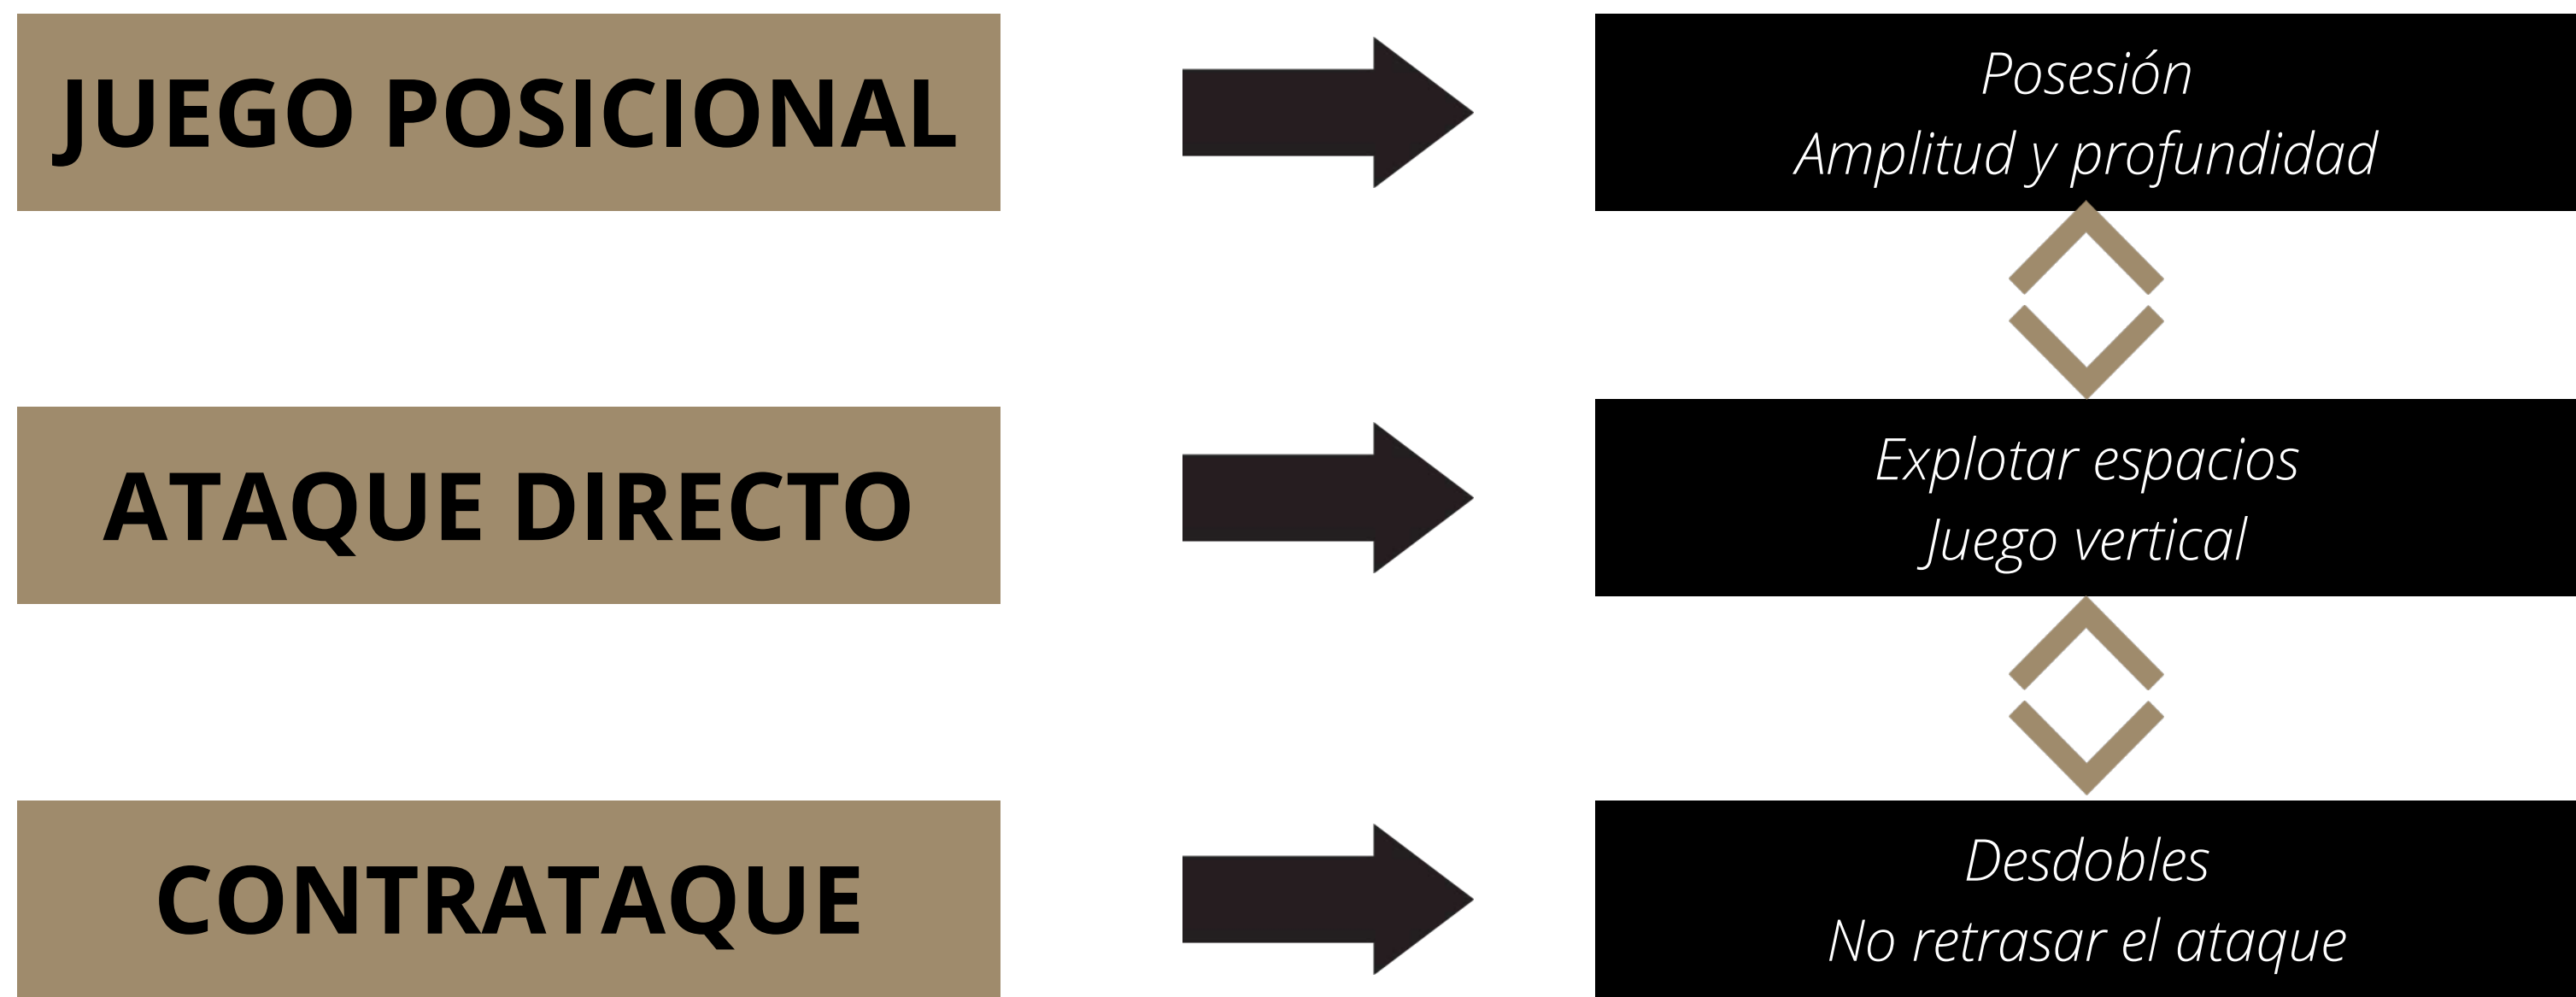 JUEGO POSICIONAL
Posesión
Amplitud y profundidad
ATAQUE DIRECTO
Explotar espacios
Juego vertical
CONTRATAQUE
Desdobles
No retrasar el ataque